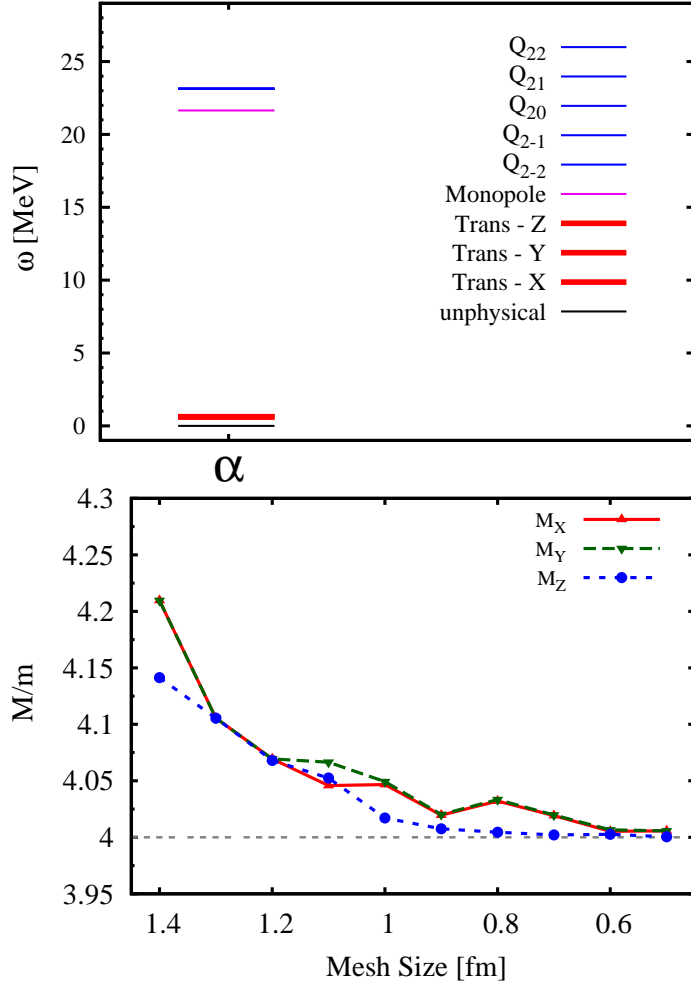 25
20
15
10
5
0
ω [MeV]
Q22
Q21
Q20
Q2-1
Q2-2
Monopole
Trans - Z
Trans - Y
Trans - X
unphysical
α
4.3
4.25
4.2
4.15
4.1
4.05
4
3.95
M/m
MX
MY
MZ
1.4 1.2 1 0.8 0.6
Mesh Size [fm]